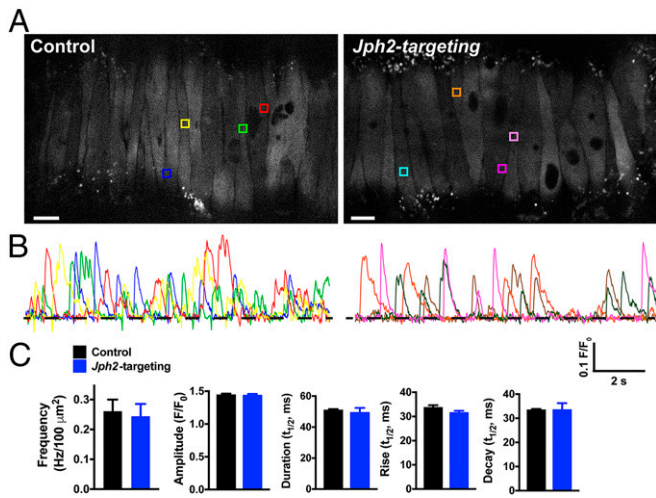 A
Control
Jph2-targeting
B
0.1 F/F0
2 s
C
Control
Jph2-targeting
Frequency
(Hz/100 μm2)
0.0
0.1
0.2
0.3
Amplitude (F/F0)
0.0
0.5
1.0
1.5
Duration (t1/2, ms)
0
20
40
60
Rise (t1/2, ms)
0
10
20
30
40
Decay (t1/2, ms)
0
10
20
30
40